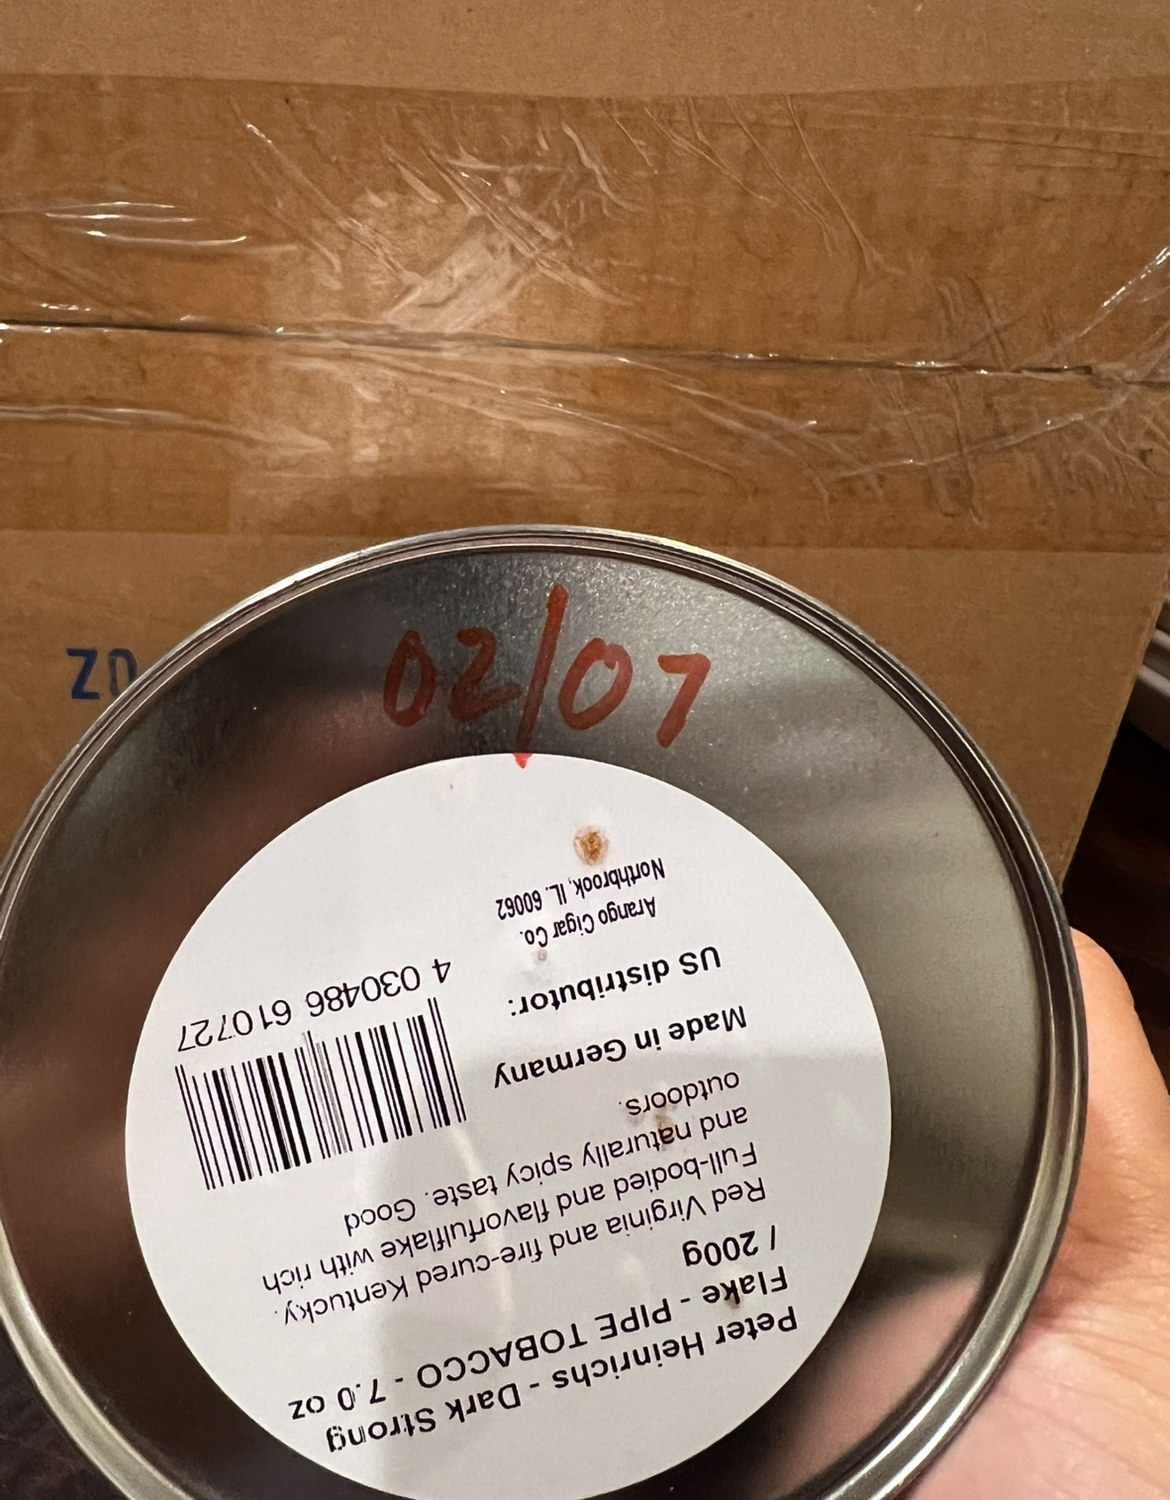 02/07
ZO
Peter Heinrichs - Dark Strong
Flake - PIPE TOBACCO - 7.0 oz
/ 200g
Red Virginia and fire-cured Kentucky.
Full-bodied and flavorfulflake with rich
and naturally spicy taste. Good
outdoors.
Made in Germany
US distributor:
Arango Cigar Co.
Northbrook, IL. 60062
4 030486 610727